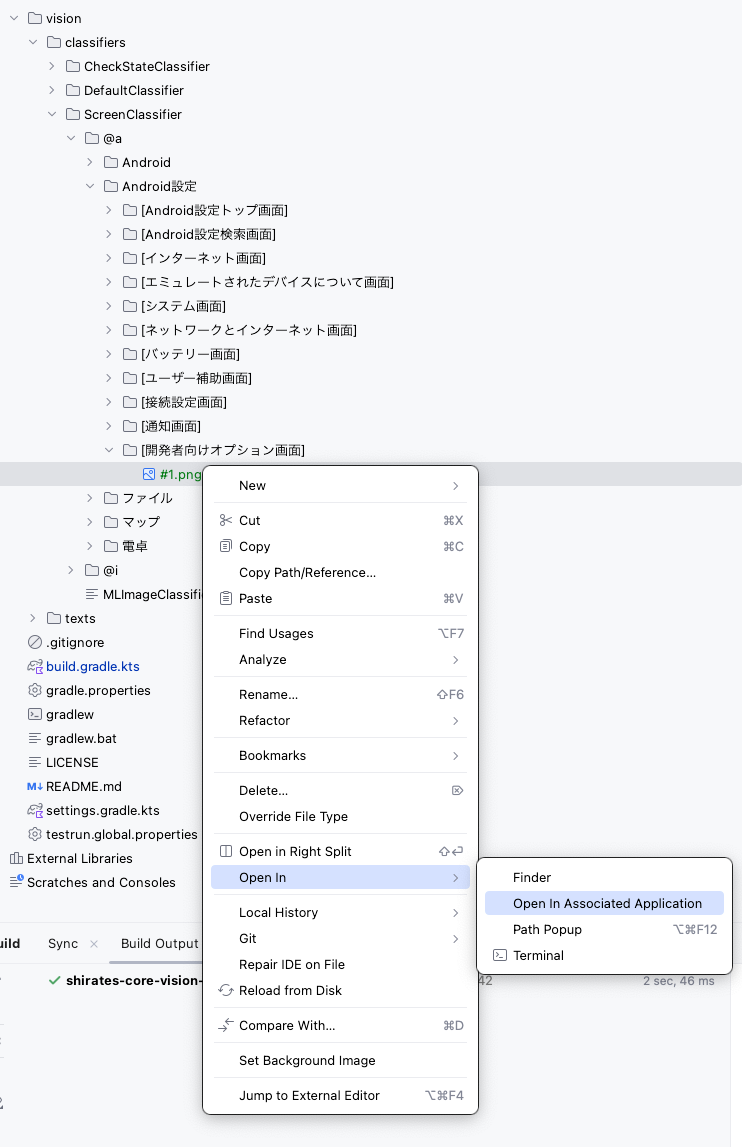 vision
classifiers
CheckStateClassifier
DefaultClassifier
ScreenClassifier
@a
Android
Android設定
[Android設定トップ画面]
[Android設定検索画面]
[インターネット画面]
[エミュレートされたデバイスについて画面]
[システム画面]
[ネットワークとインターネット画面]
[バッテリー画面]
[ユーザー補助画面]
[接続設定画面]
[通知画面]
[開発者向けオプション画面]
#1.png
ファイル
マップ
電卓
@i
MLImageClassifi
texts
.gitignore
build.gradle.kts
gradle.properties
gradlew
gradlew.bat
LICENSE
M↓ README.md
settings.gradle.kts
testrun.global.properties
External Libraries
Scratches and Consoles
uild Sync × Build Output
shirates-core-vision- 42 2 sec, 46 ms
New
Cut ⌘X
Copy ⌘C
Copy Path/Reference...
Paste ⌘V
Find Usages ⌥F7
Analyze
Rename... ⇧F6
Refactor
Bookmarks
Delete... ⌦
Override File Type
Open in Right Split ⇧⏎
Open In
Local History
Git
Repair IDE on File
Reload from Disk
Compare With... ⌘D
Set Background Image
Jump to External Editor ⌥⌘F4
Finder
Open In Associated Application
Path Popup ⌥⌘F12
Terminal